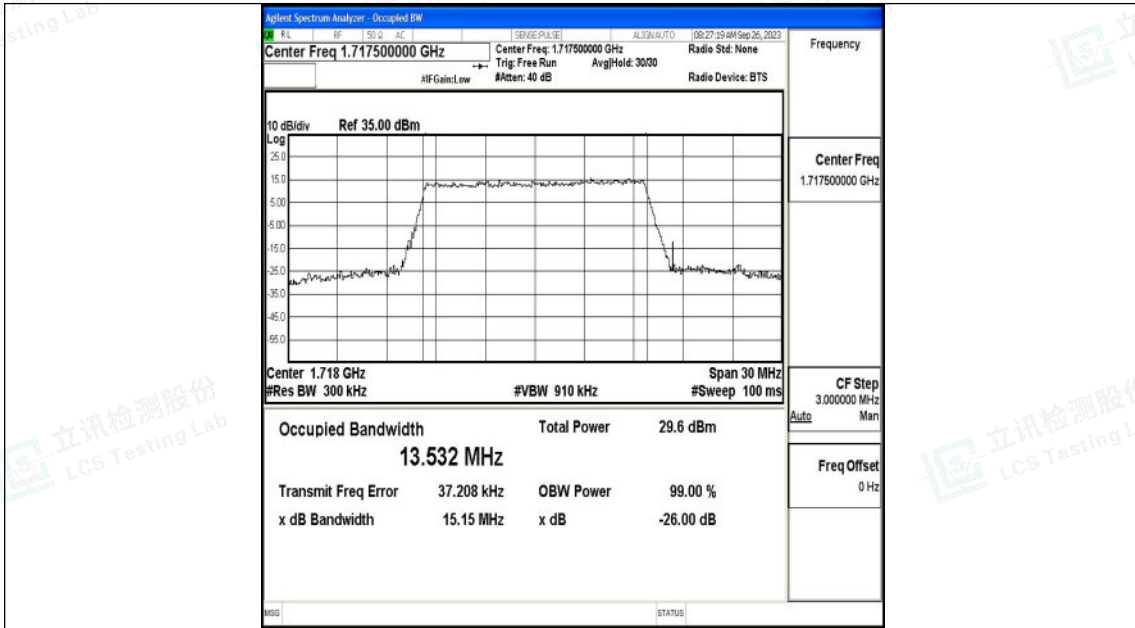 Agilent Spectrum Analyzer - Occupied BW
RL RF 50 Ω AC SENSE:PULSE ALIGNAUTO 08:27:19 AM Sep 26, 2023
Center Freq 1.717500000 GHz
Center Freq: 1.717500000 GHz
Radio Std: None
Trig: Free Run Avg|Hold: 30/30
#IFGain:Low
#Atten: 40 dB
Radio Device: BTS
10 dB/div Ref 35.00 dBm
Log
25.0
15.0
5.00
-5.00
-15.0
-25.0
-35.0
-45.0
-55.0
Center 1.718 GHz Span 30 MHz
#Res BW 300 kHz #VBW 910 kHz #Sweep 100 ms
Occupied Bandwidth Total Power 29.6 dBm
13.532 MHz
Transmit Freq Error 37.208 kHz OBW Power 99.00 %
x dB Bandwidth 15.15 MHz x dB -26.00 dB
MSG STATUS
Frequency
Center Freq
1.717500000 GHz
CF Step
3.000000 MHz
Auto Man
Freq Offset
0 Hz
立讯检测股份
LCS Testing Lab